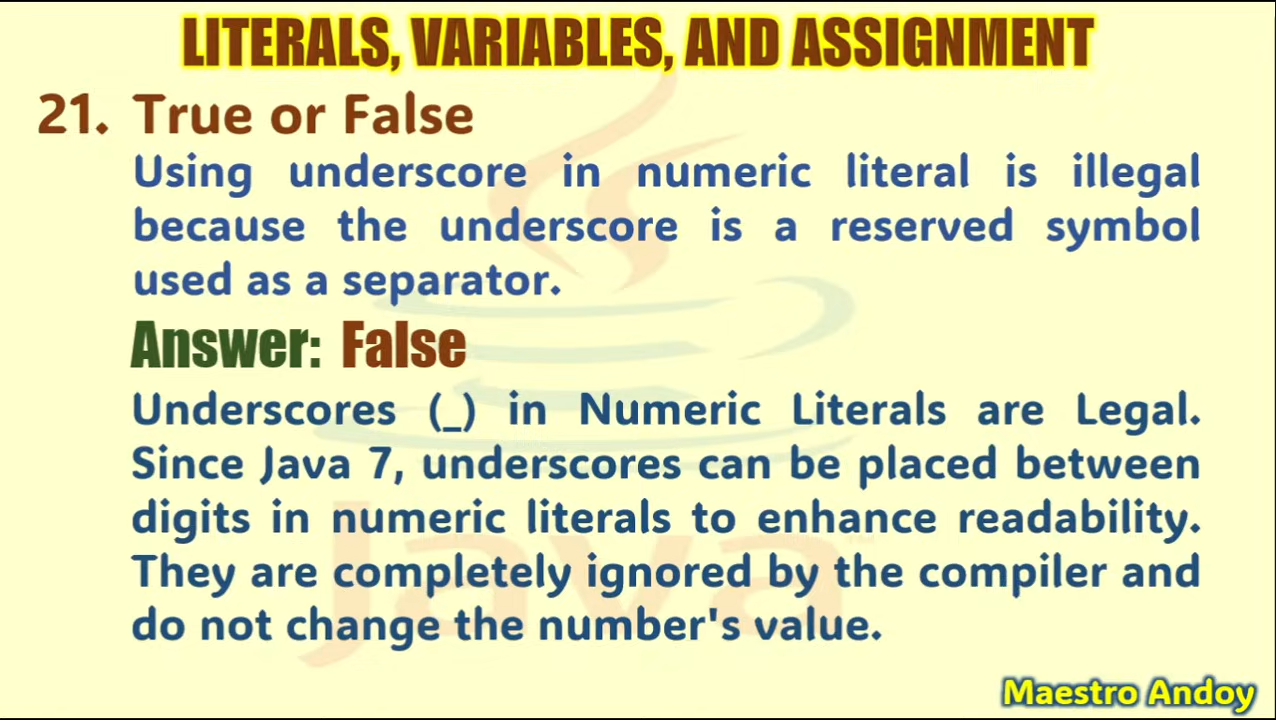 LITERALS, VARIABLES, AND ASSIGNMENT
21. True or False
Using underscore in numeric literal is illegal
because the underscore is a reserved symbol
used as a separator.
Answer: False
Underscores (_) in Numeric Literals are Legal.
Since Java 7, underscores can be placed between
digits in numeric literals to enhance readability.
They are completely ignored by the compiler and
do not change the number's value.
Java
Maestro Andoy